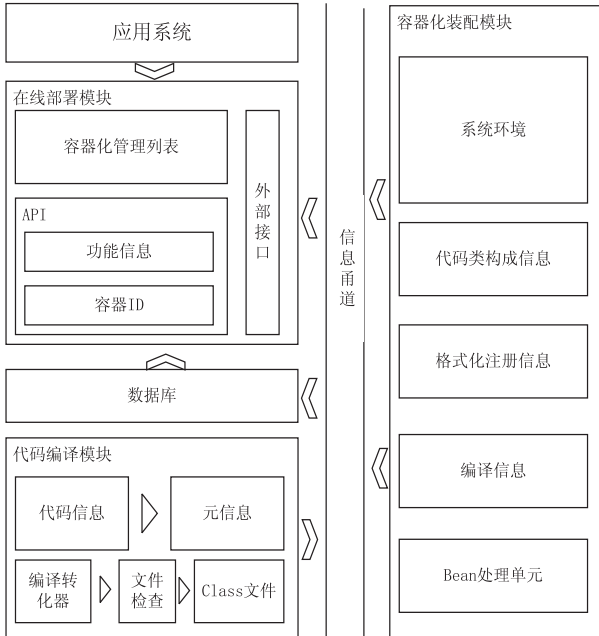 应用系统
在线部署模块
容器化管理列表
API
功能信息
容器ID
外
部
接
口
数据库
代码编译模块
代码信息
元信息
编译转
化器
文件
检查
Class文件
信
息
甬
道
容器化装配模块
系统环境
代码类构成信息
格式化注册信息
编译信息
Bean处理单元